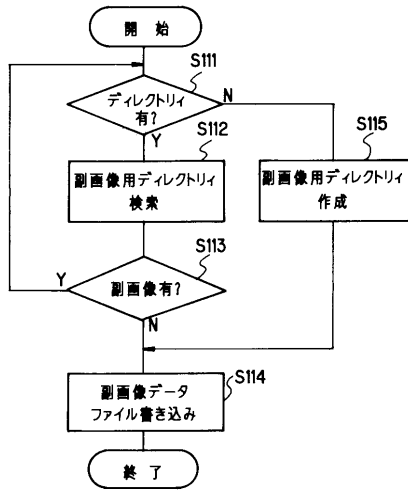 開始
S111
ディレクトリィ
有?
N
Y
S112
副画像用ディレクトリィ
検索
S115
副画像用ディレクトリィ
作成
S113
副画像有?
Y
N
S114
副画像データ
ファイル書き込み
終了